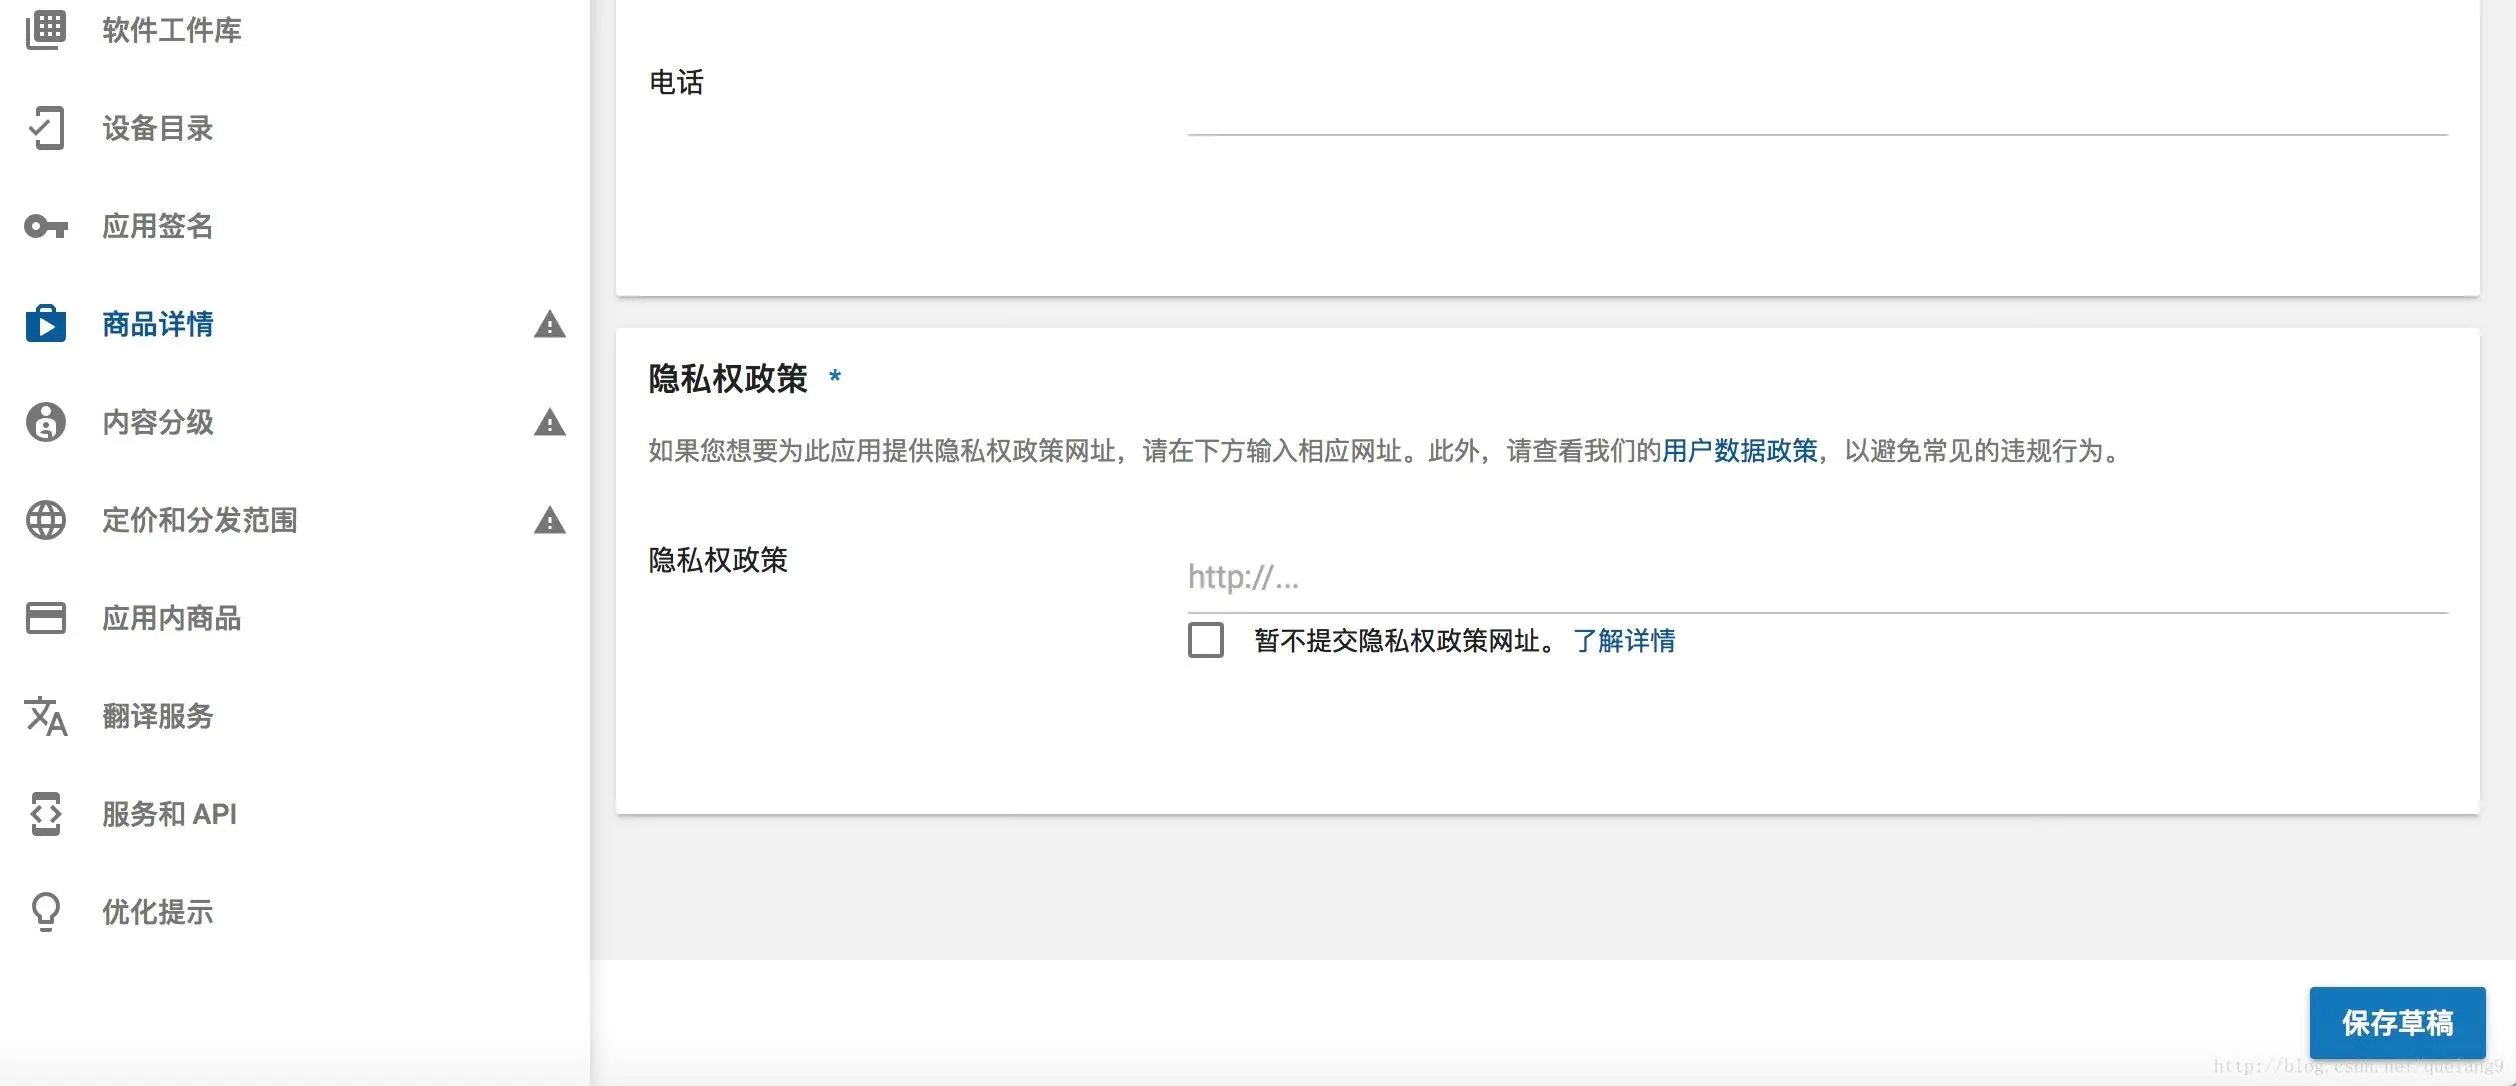 软件工件库
设备目录
应用签名
商品详情
内容分级
定价和分发范围
应用内商品
翻译服务
服务和 API
优化提示
电话
隐私权政策 *
如果您想要为此应用提供隐私权政策网址，请在下方输入相应网址。此外，请查看我们的用户数据政策，以避免常见的违规行为。
隐私权政策
http://...
暂不提交隐私权政策网址。了解详情
保存草稿
http://blog.csdn.net/quelang9